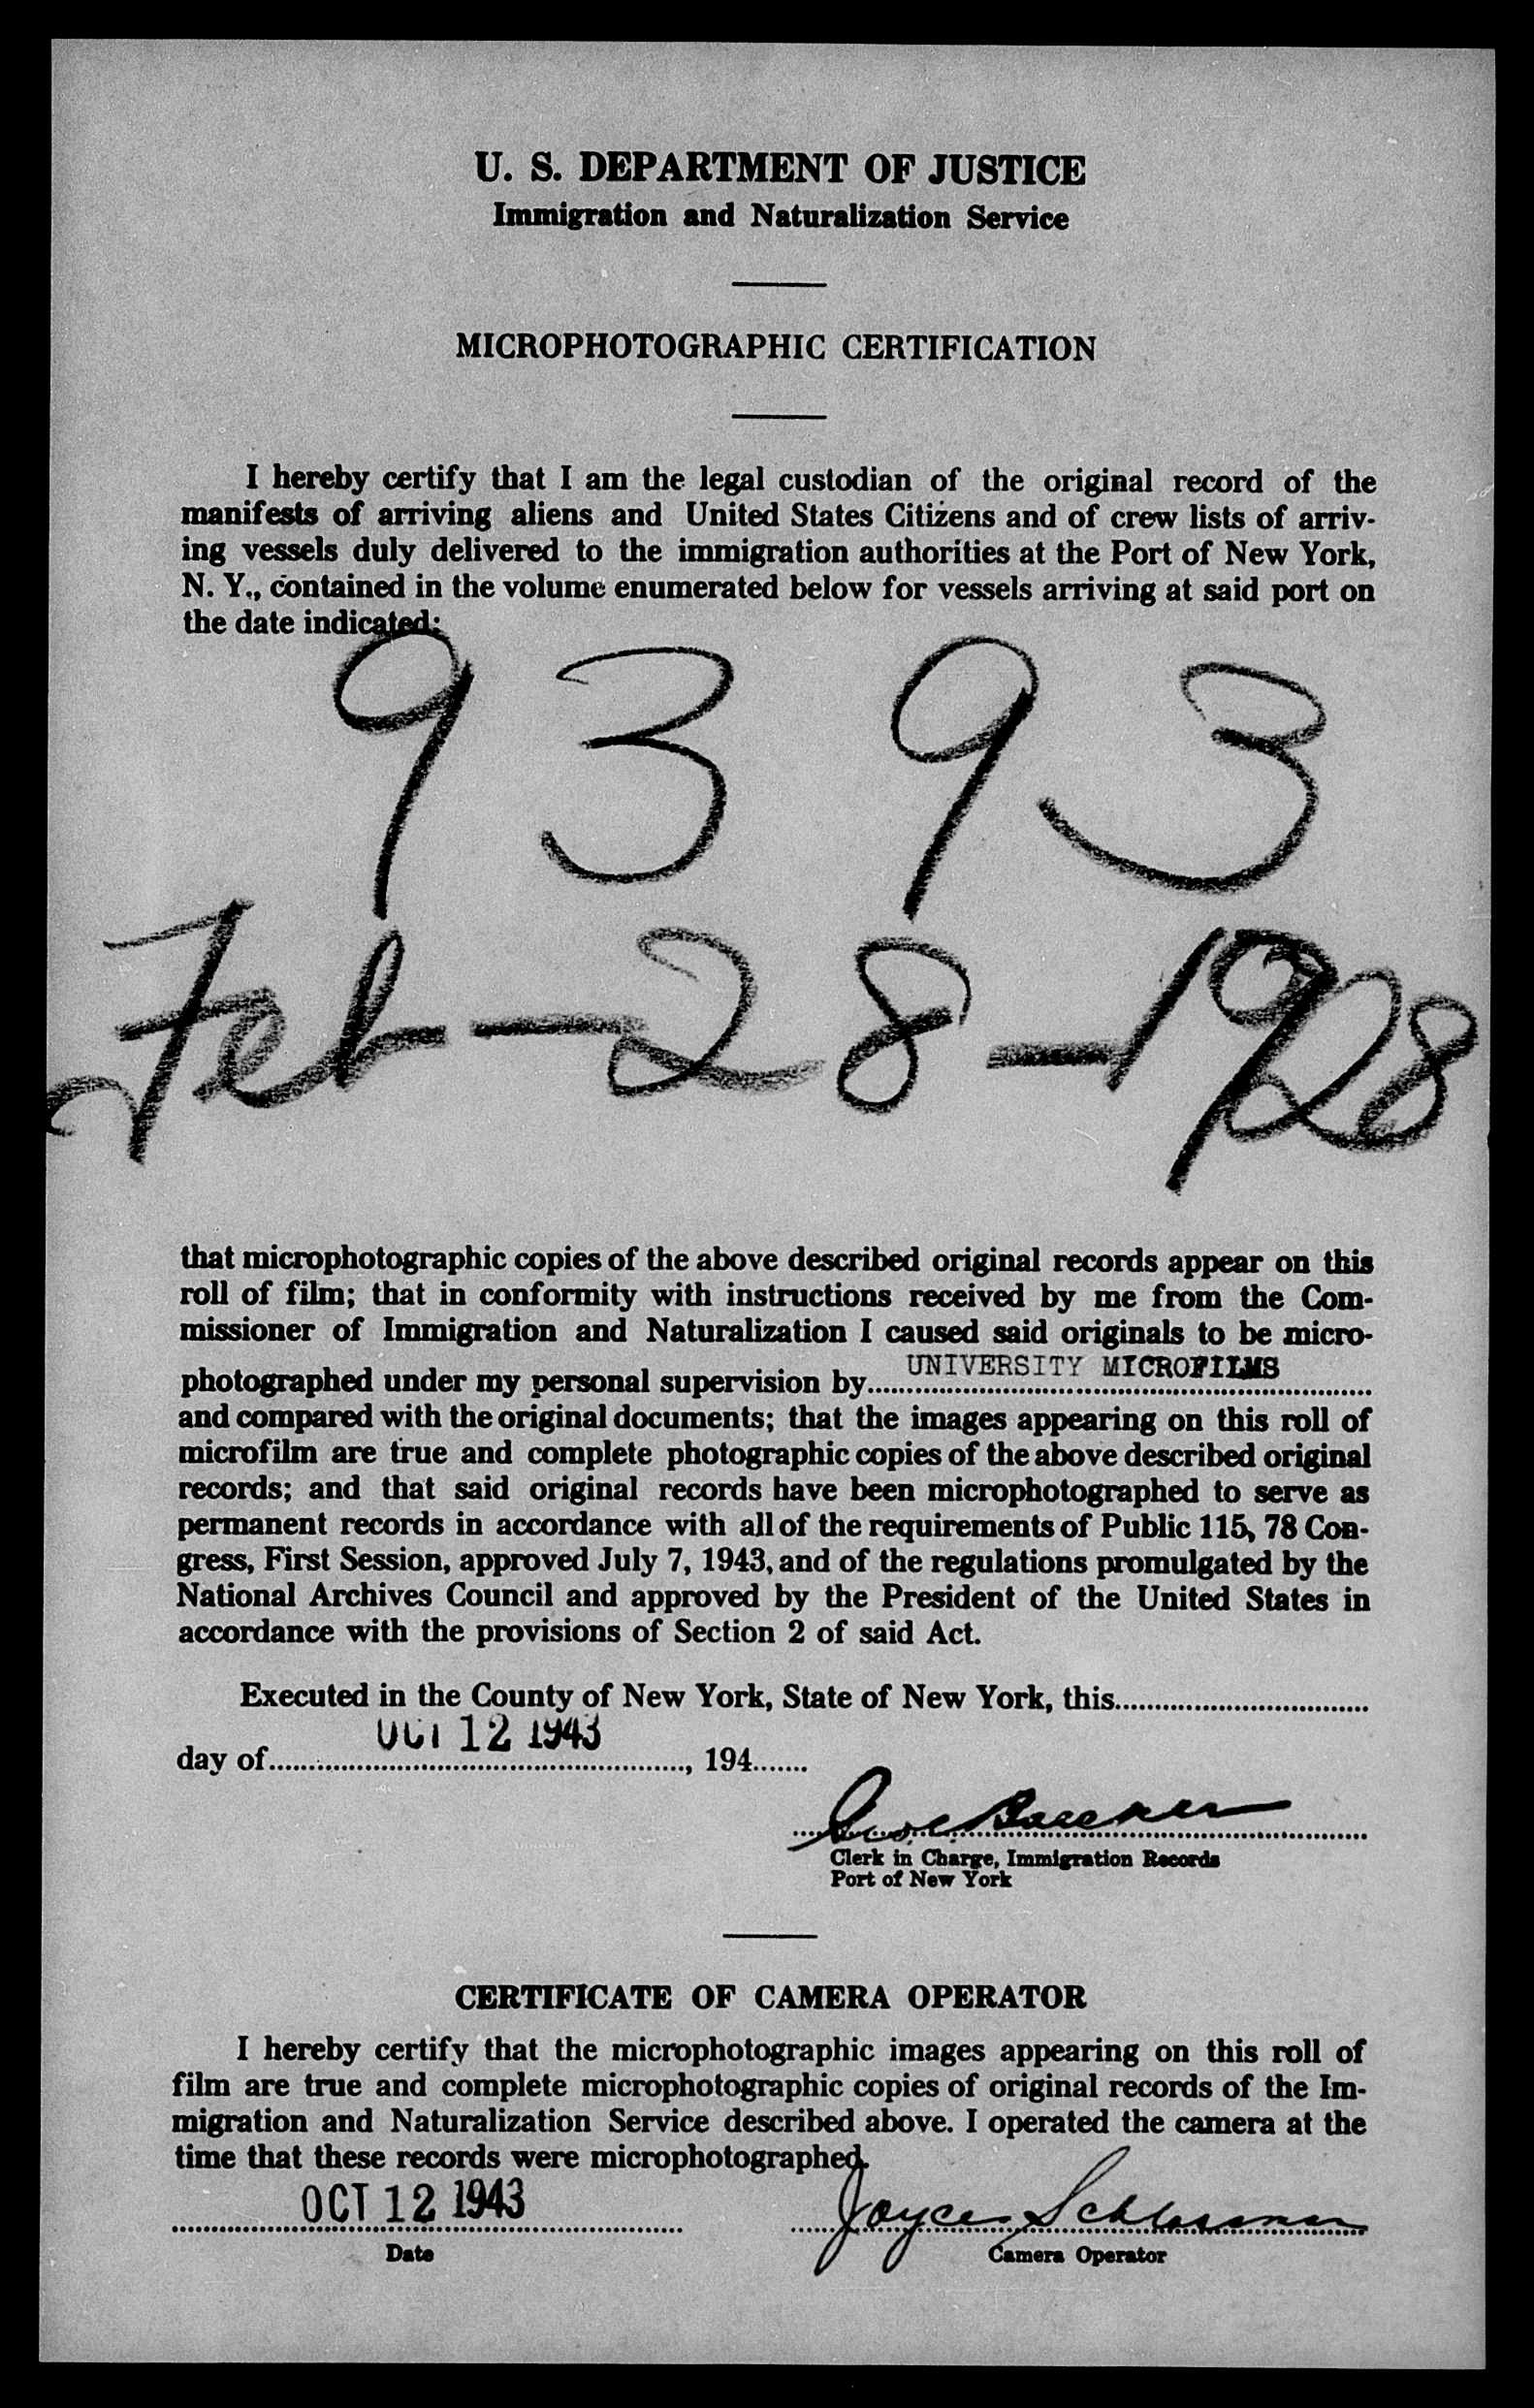 U. S. DEPARTMENT OF JUSTICE
Immigration and Naturalization Service
MICROPHOTOGRAPHIC CERTIFICATION
I hereby certify that I am the legal custodian of the original record of the
manifests of arriving aliens and United States Citizens and of crew lists of arriv-
ing vessels duly delivered to the immigration authorities at the Port of New York,
N. Y., contained in the volume enumerated below for vessels arriving at said port on
the date indicated:
9393
Feb-28-1928
that microphotographic copies of the above described original records appear on this
roll of film; that in conformity with instructions received by me from the Com-
missioner of Immigration and Naturalization I caused said originals to be micro-
photographed under my personal supervision by UNIVERSITY MICROFILMS
and compared with the original documents; that the images appearing on this roll of
microfilm are true and complete photographic copies of the above described original
records; and that said original records have been microphotographed to serve as
permanent records in accordance with all of the requirements of Public 115, 78 Con-
gress, First Session, approved July 7, 1943, and of the regulations promulgated by the
National Archives Council and approved by the President of the United States in
accordance with the provisions of Section 2 of said Act.
Executed in the County of New York, State of New York, this
day of OCT 12 1943, 194
Clerk in Charge, Immigration Records
Port of New York
CERTIFICATE OF CAMERA OPERATOR
I hereby certify that the microphotographic images appearing on this roll of
film are true and complete microphotographic copies of original records of the Im-
migration and Naturalization Service described above. I operated the camera at the
time that these records were microphotographed.
OCT 12 1943 Joyce Schlossman
Date Camera Operator